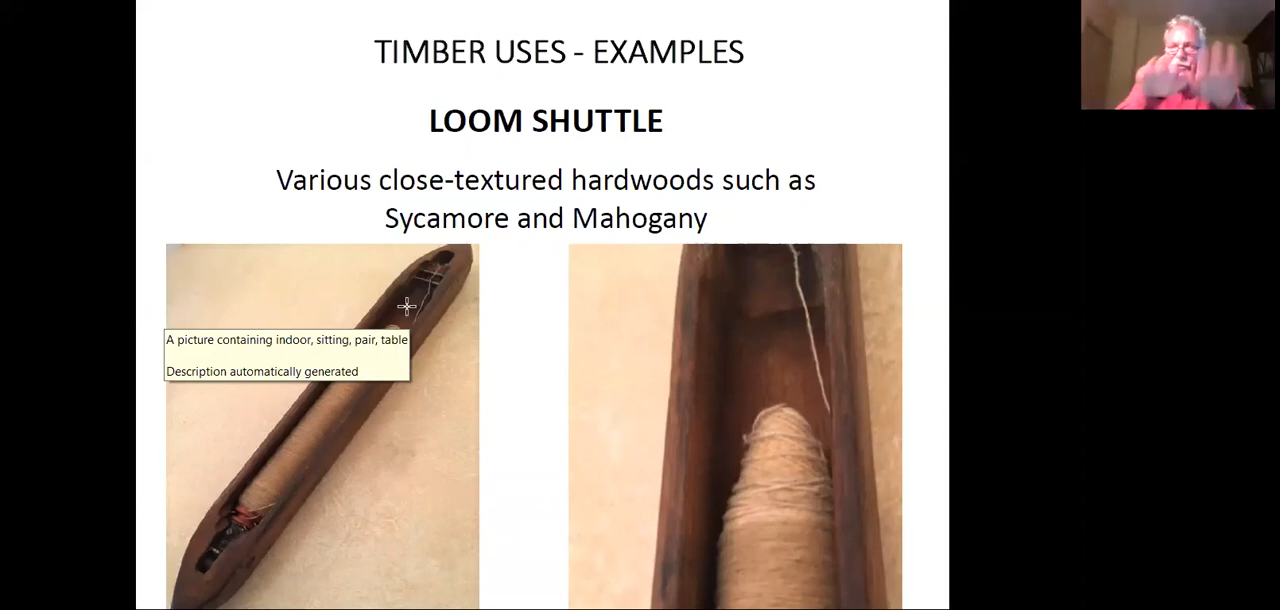 TIMBER USES - EXAMPLES
LOOM SHUTTLE
Various close-textured hardwoods such as
Sycamore and Mahogany
A picture containing indoor, sitting, pair, table
Description automatically generated